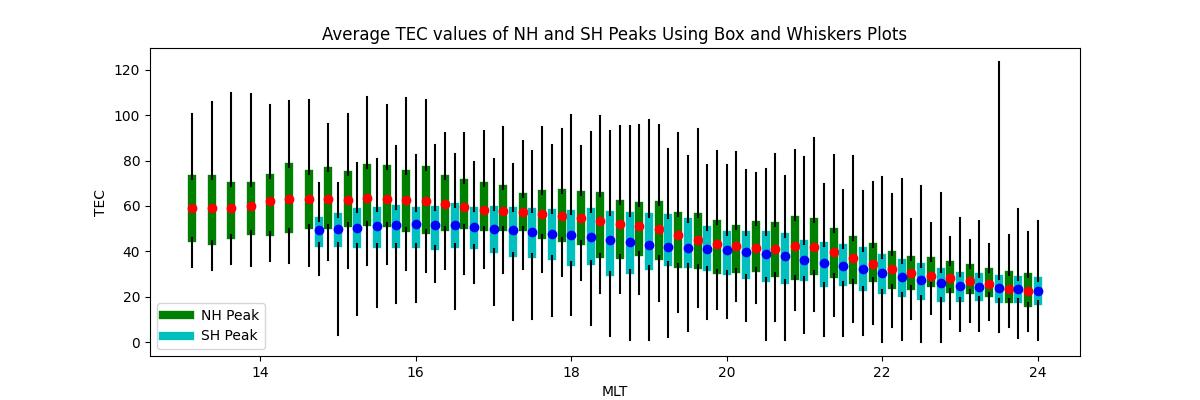 Average TEC values of NH and SH Peaks Using Box and Whiskers Plots
TEC
120
100
80
60
40
20
0
NH Peak
SH Peak
14 16 18 20 22 24
MLT